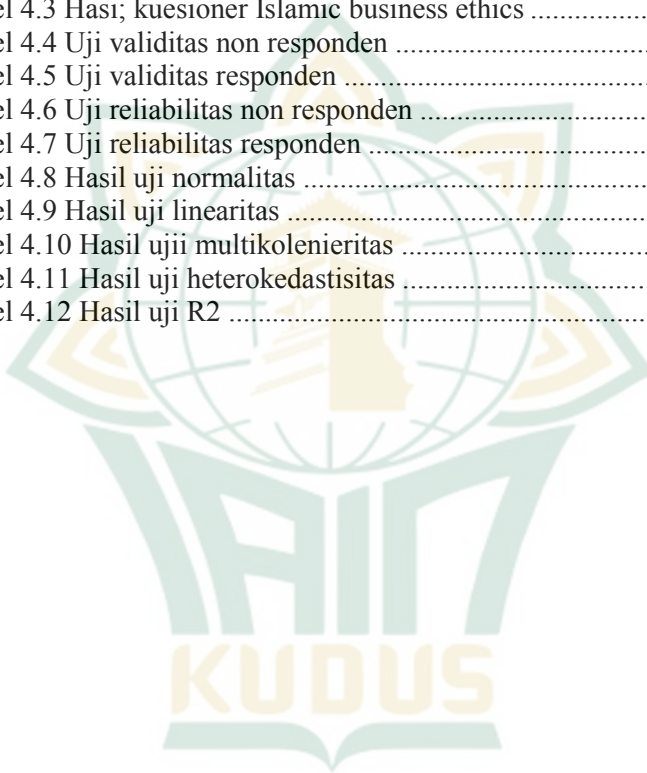 el 4.3 Hasi; kuesioner Islamic business ethics ..................
el 4.4 Uji validitas non responden ......................................
el 4.5 Uji validitas responden .............................................
el 4.6 Uji reliabilitas non responden ..................................
el 4.7 Uji reliabilitas responden .........................................
el 4.8 Hasil uji normalitas ...................................................
el 4.9 Hasil uji linearitas .....................................................
el 4.10 Hasil ujii multikolenieritas .....................................
el 4.11 Hasil uji heterokedastisitas .....................................
el 4.12 Hasil uji R2 .............................................................
IAIN
KUDUS